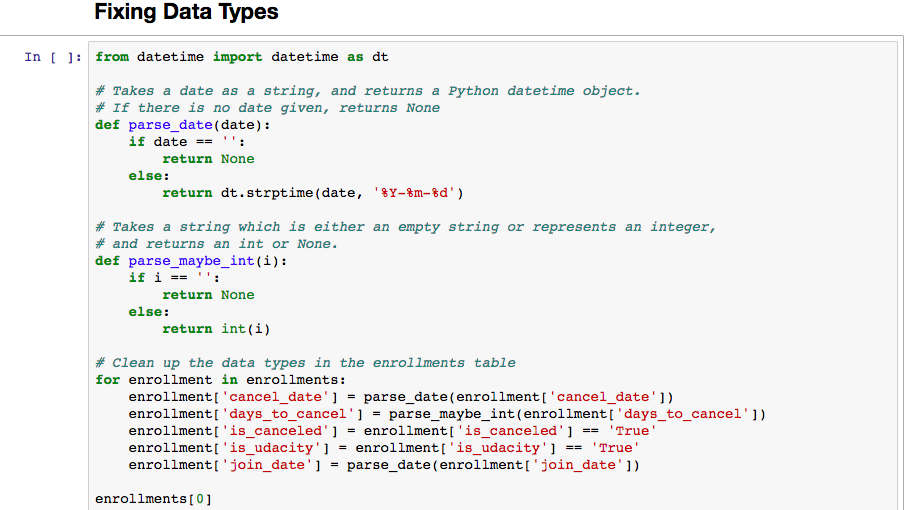 Fixing Data Types
In [ ]: from datetime import datetime as dt
# Takes a date as a string, and returns a Python datetime object.
# If there is no date given, returns None
def parse_date(date):
    if date == '':
        return None
    else:
        return dt.strptime(date, '%Y-%m-%d')
# Takes a string which is either an empty string or represents an integer,
# and returns an int or None.
def parse_maybe_int(i):
    if i == '':
        return None
    else:
        return int(i)
# Clean up the data types in the enrollments table
for enrollment in enrollments:
    enrollment['cancel_date'] = parse_date(enrollment['cancel_date'])
    enrollment['days_to_cancel'] = parse_maybe_int(enrollment['days_to_cancel'])
    enrollment['is_canceled'] = enrollment['is_canceled'] == 'True'
    enrollment['is_udacity'] = enrollment['is_udacity'] == 'True'
    enrollment['join_date'] = parse_date(enrollment['join_date'])
enrollments[0]